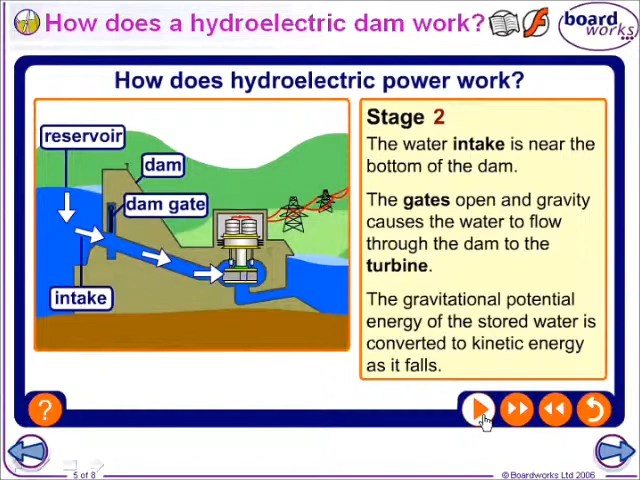 How does a hydroelectric dam work?
board
works
How does hydroelectric power work?
reservoir
dam
dam gate
intake
Stage 2
The water intake is near the
bottom of the dam.
The gates open and gravity
causes the water to flow
through the dam to the
turbine.
The gravitational potential
energy of the stored water is
converted to kinetic energy
as it falls.
?
5 of 8
© Boardworks Ltd 2006